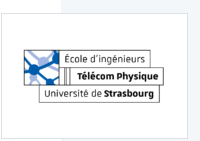 École d'ingénieurs
Télécom Physique
Université de Strasbourg